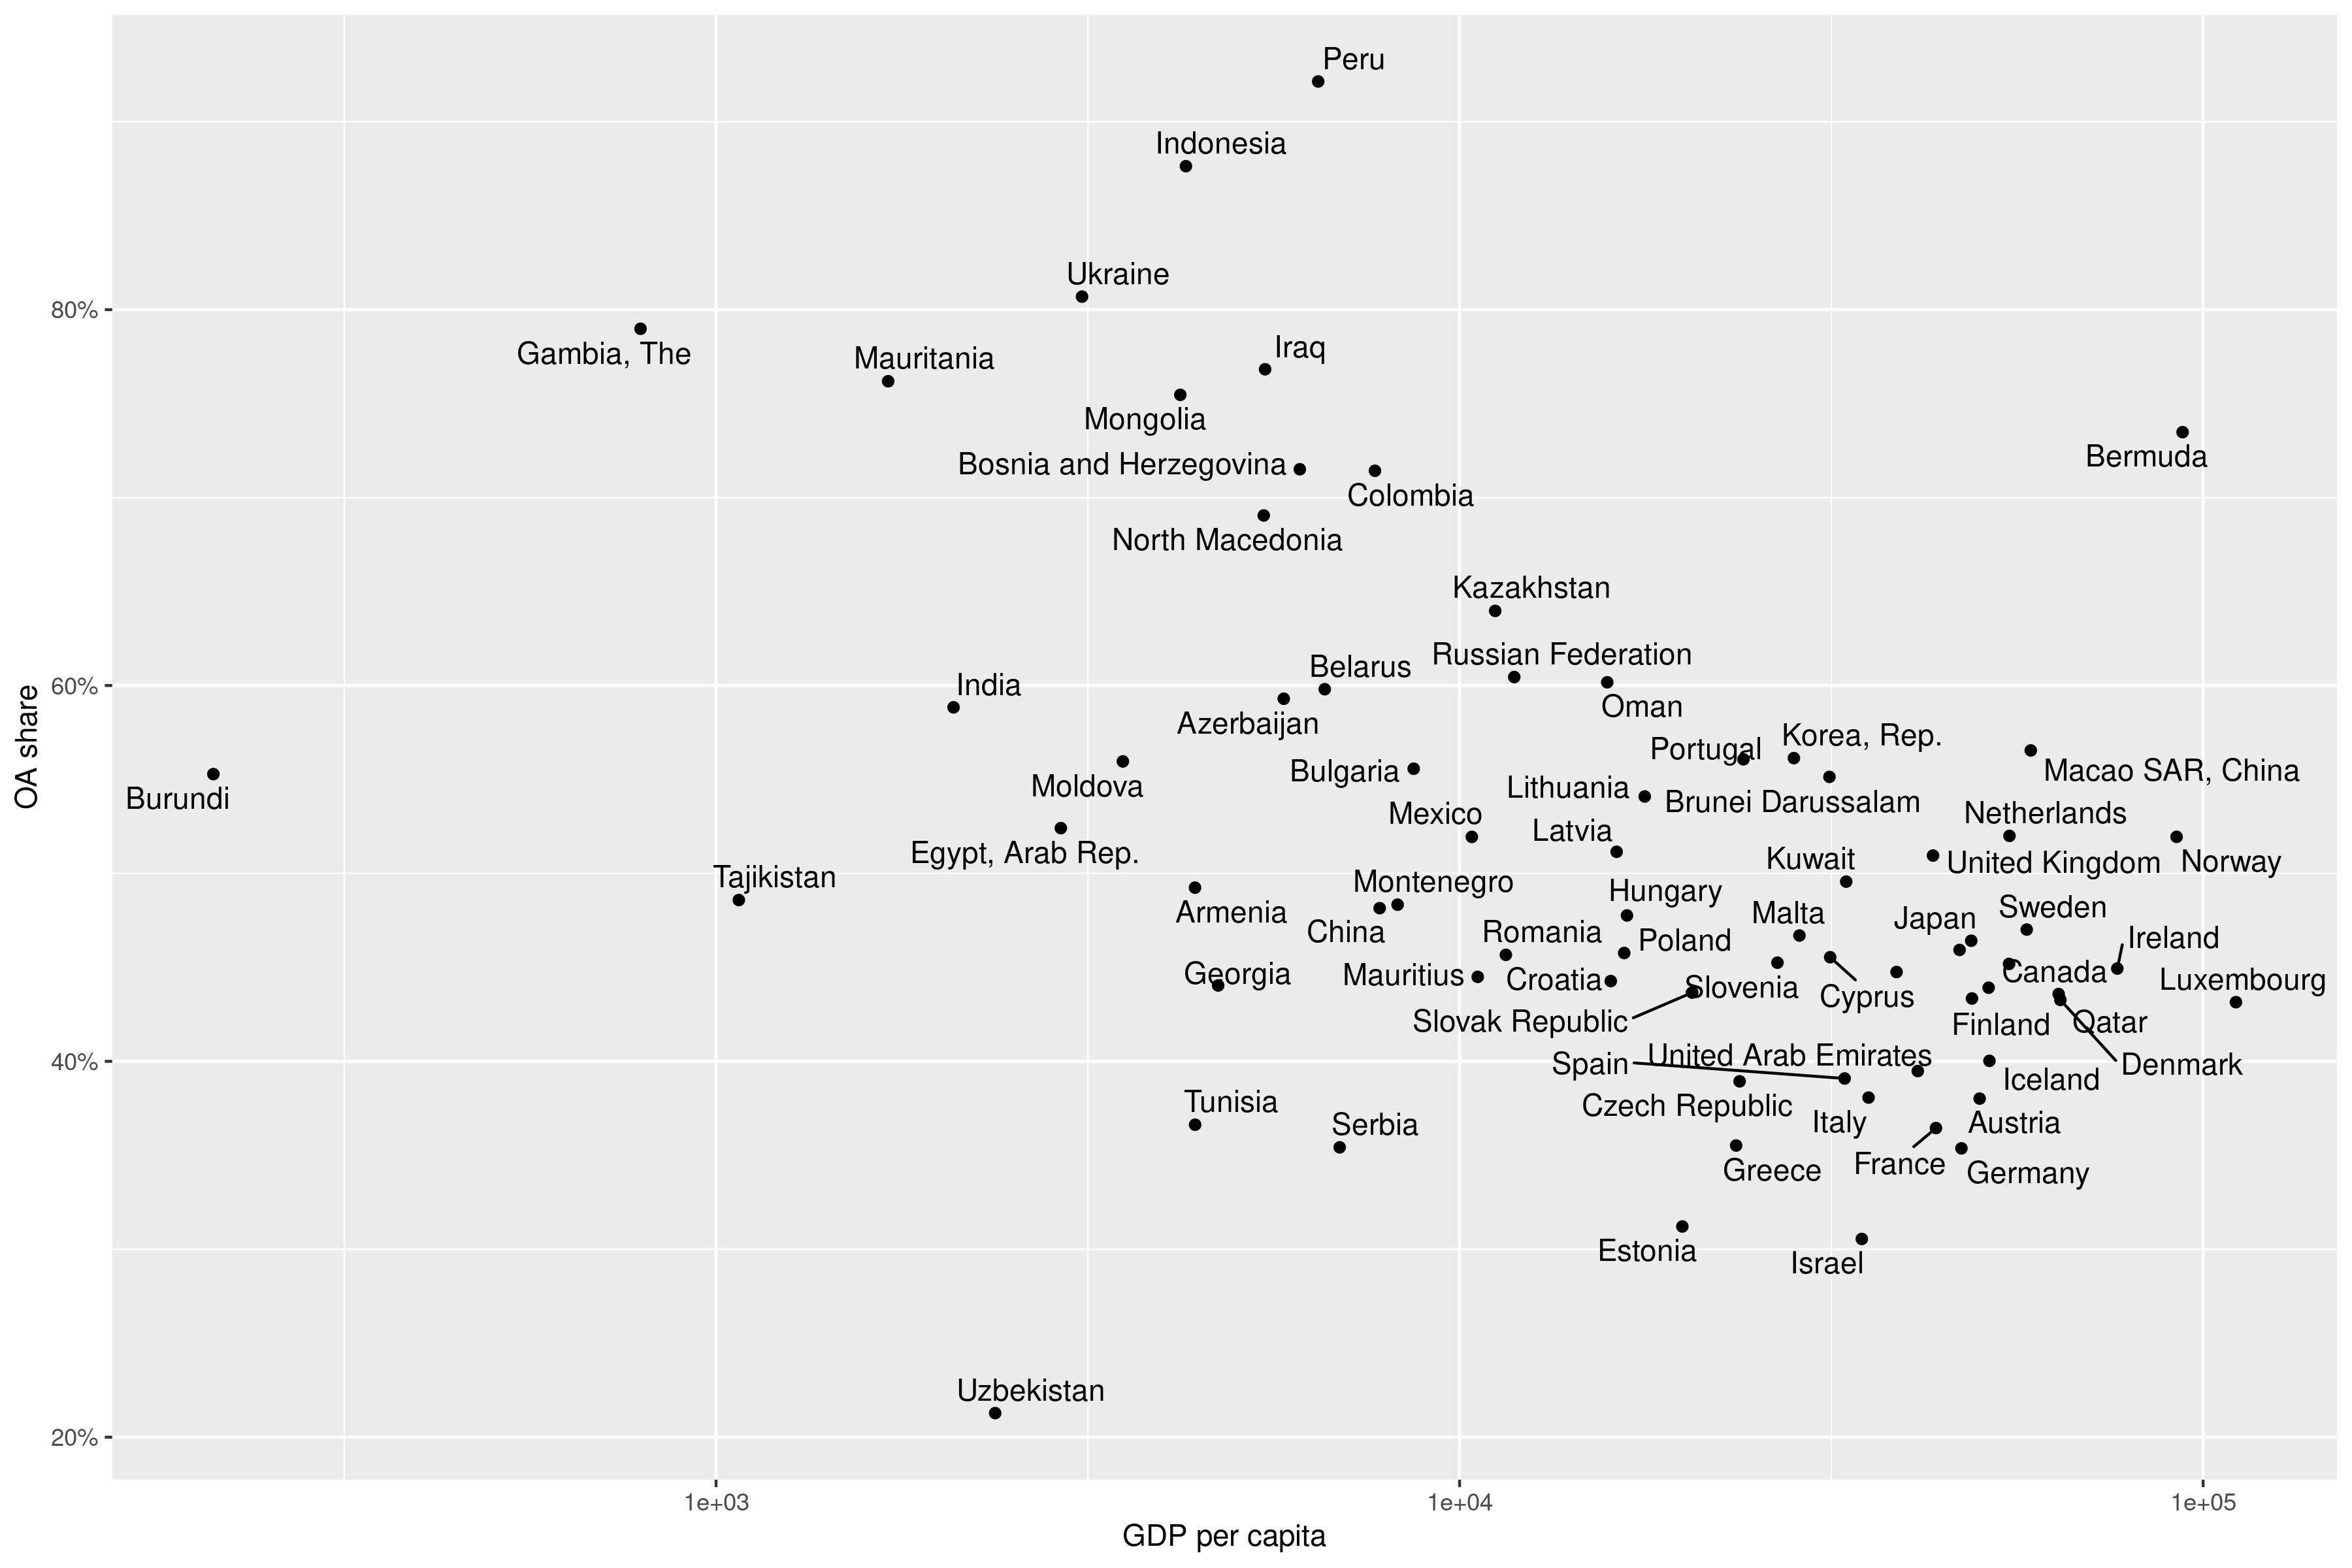 Peru
Indonesia
Ukraine
80%
Gambia, The
Mauritania
Iraq
Mongolia
Bermuda
Bosnia and Herzegovina
Colombia
North Macedonia
Kazakhstan
Russian Federation
Belarus
60%
India
Oman
Azerbaijan
Korea, Rep.
Portugal
Macao SAR, China
Bulgaria
Moldova
Lithuania
Burundi
Brunei Darussalam
Mexico
Netherlands
Latvia
Egypt, Arab Rep.
Kuwait
United Kingdom
Norway
Tajikistan
Montenegro
Hungary
Armenia
Malta
Japan
Sweden
China
Romania
Poland
Ireland
Georgia
Mauritius
Croatia
Canada
Luxembourg
Slovenia
Cyprus
Slovak Republic
Finland
Qatar
United Arab Emirates
40%
Spain
Denmark
Iceland
Tunisia
Czech Republic
Serbia
Italy
Austria
France
Greece
Germany
Estonia
Israel
Uzbekistan
20%
1e+03
1e+04
1e+05
GDP per capita
OA share